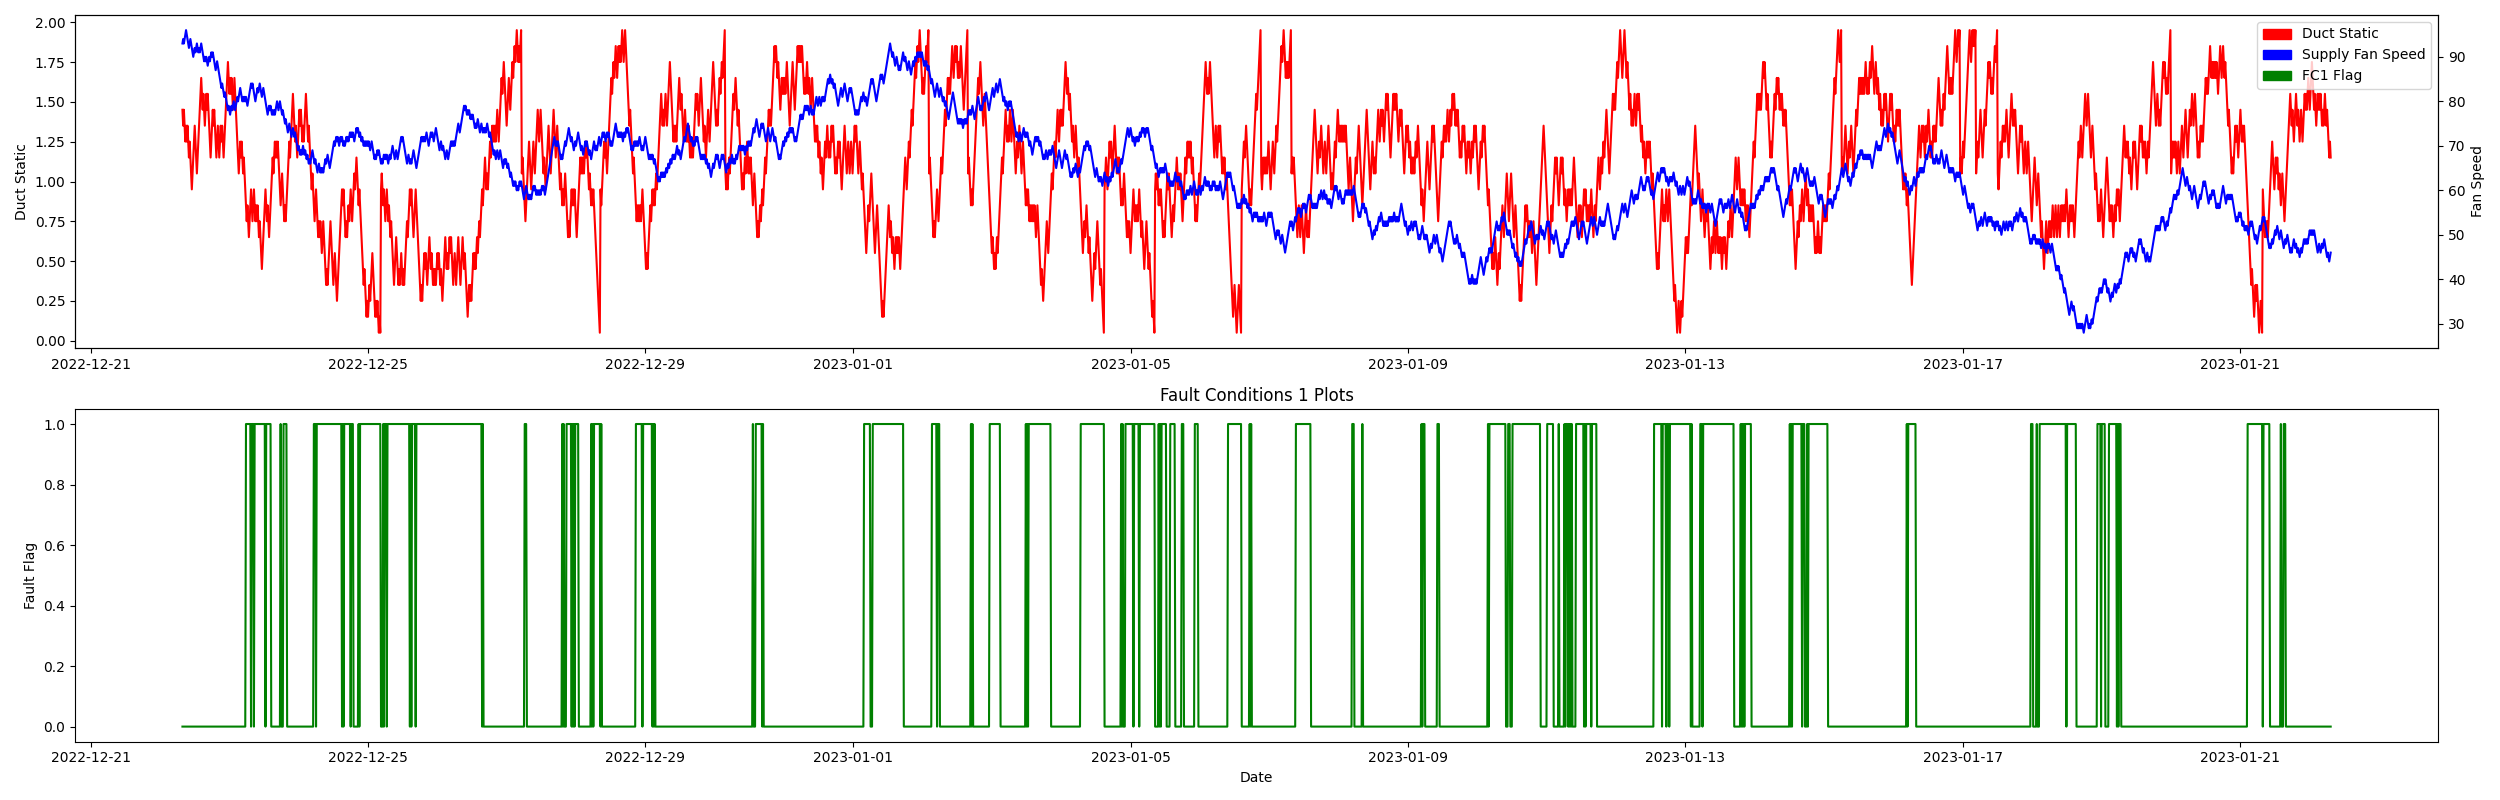 2.00
1.75
1.50
1.25
1.00
0.75
0.50
0.25
0.00
Duct Static
90
80
70
60
50
40
30
Fan Speed
Duct Static
Supply Fan Speed
FC1 Flag
2022-12-21 2022-12-25 2022-12-29 2023-01-01 2023-01-05 2023-01-09 2023-01-13 2023-01-17 2023-01-21
Fault Conditions 1 Plots
1.0
0.8
0.6
0.4
0.2
0.0
Fault Flag
2022-12-21 2022-12-25 2022-12-29 2023-01-01 2023-01-05 2023-01-09 2023-01-13 2023-01-17 2023-01-21
Date